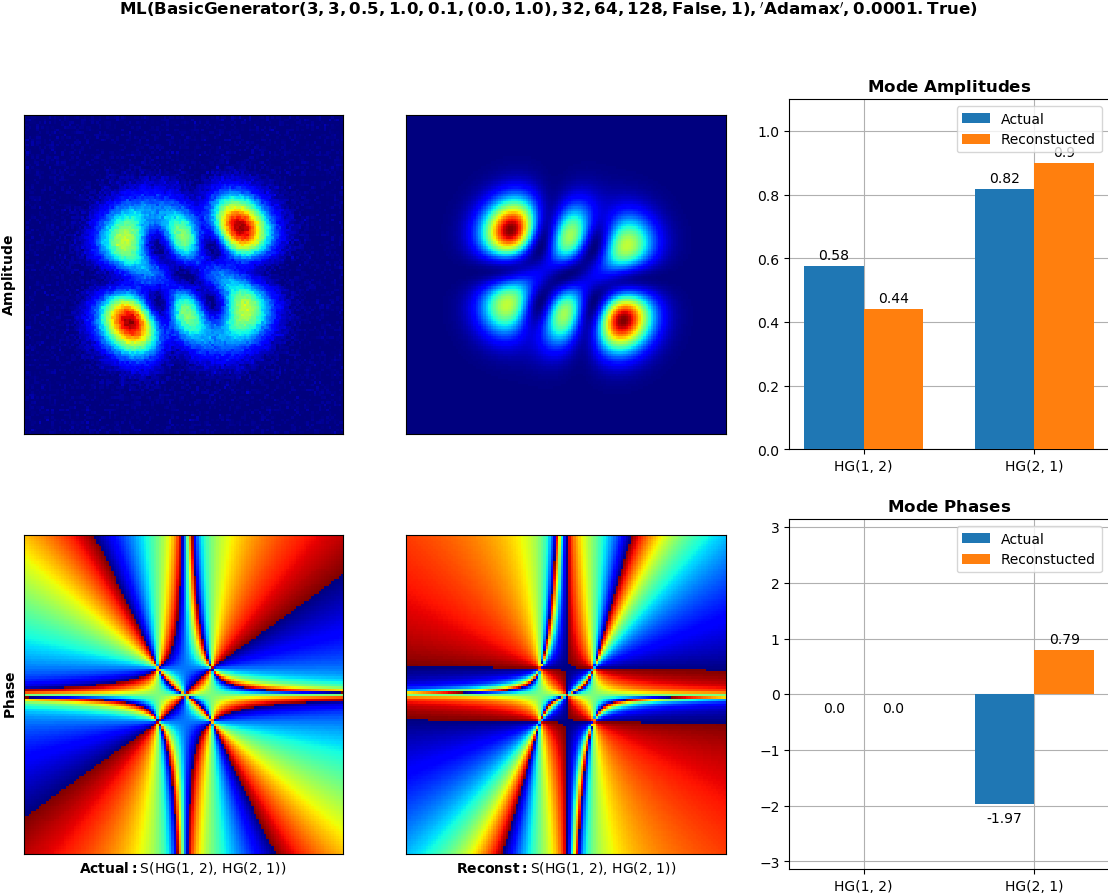 ML(BasicGenerator(3, 3, 0.5, 1.0, 0.1, (0.0, 1.0), 32, 64, 128, False, 1), 'Adamax', 0.0001. True)
Amplitude
Mode Amplitudes
Actual
Reconstucted
1.0
0.8
0.6
0.4
0.2
0.0
0.58
0.44
0.82
0.9
HG(1, 2)
HG(2, 1)
Phase
Actual: S(HG(1, 2), HG(2, 1))
Reconst: S(HG(1, 2), HG(2, 1))
Mode Phases
Actual
Reconstucted
3
2
1
0
−1
−2
−3
0.0
0.0
0.79
-1.97
HG(1, 2)
HG(2, 1)